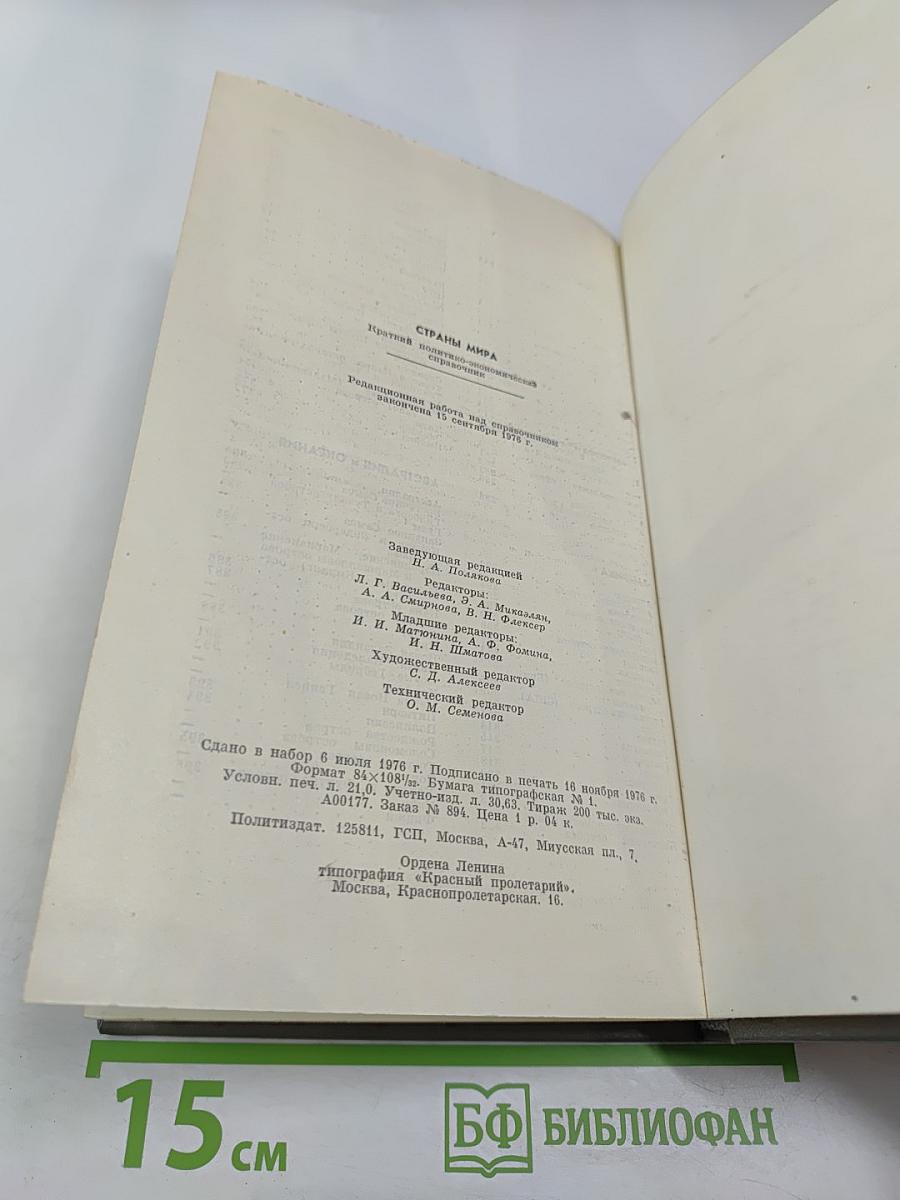 СТРАНЫ МИРА
Краткий политико-экономический
справочник
Редакционная работа над справочником
закончена 15 сентября 1976 г.
Заведующая редакцией
Н. А. Полякова
Редакторы:
Л. Г. Васильева, Э. А. Микаэлян,
А. А. Смирнова, В. Н. Флексер
Младшие редакторы:
И. И. Матюнина, А. Ф. Фомина,
И. Н. Шматова
Художественный редактор
С. Д. Алексеев
Технический редактор
О. М. Семенова
Сдано в набор 6 июля 1976 г. Подписано в печать 16 ноября 1976 г.
Формат 84×108¹/₃₂. Бумага типографская № 1.
Условн. печ. л. 21,0. Учетно-изд. л. 30,63. Тираж 200 тыс. экз.
А00177. Заказ № 894. Цена 1 р. 04 к.
Политиздат. 125811, ГСП, Москва, А-47, Миусская пл., 7.
Ордена Ленина
типография «Красный пролетарий».
Москва, Краснопролетарская. 16.
15 см
БФ БИБЛИОФАН